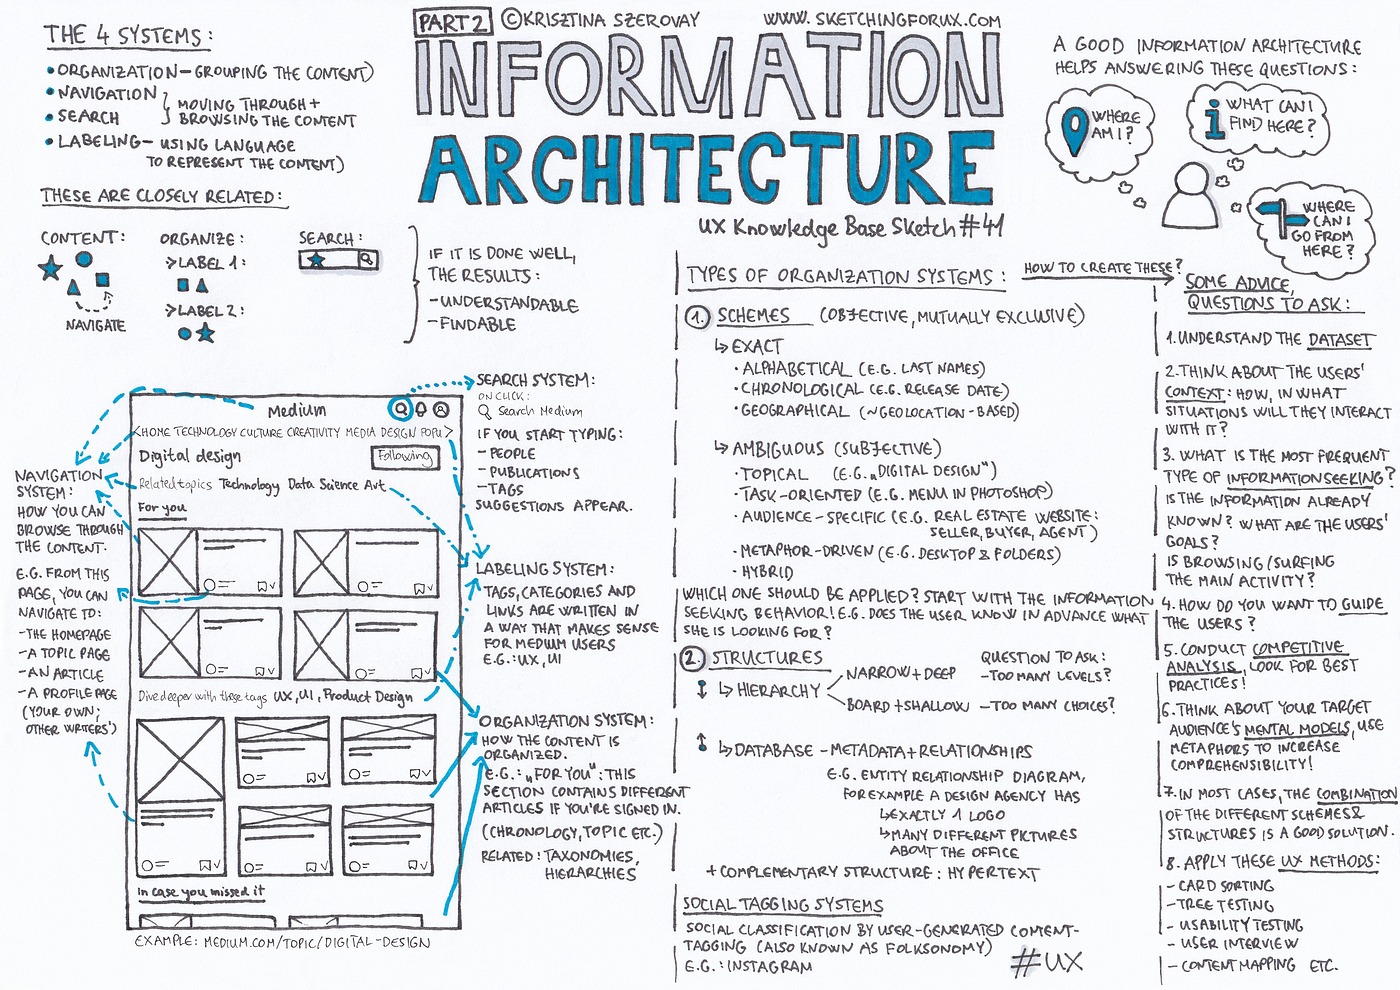 PART 2 ©KRISZTINA SZEROVAY WWW.SKETCHINGFORUX.COM
INFORMATION
ARCHITECTURE
UX Knowledge Base Sketch #41
THE 4 SYSTEMS:
• ORGANIZATION – GROUPING THE CONTENT)
• NAVIGATION
• SEARCH
} MOVING THROUGH +
BROWSING THE CONTENT
• LABELING – USING LANGUAGE
TO REPRESENT THE CONTENT)
THESE ARE CLOSELY RELATED:
CONTENT:
NAVIGATE
ORGANIZE:
> LABEL 1:
> LABEL 2:
SEARCH:
IF IT IS DONE WELL,
THE RESULTS:
– UNDERSTANDABLE
– FINDABLE
Medium
<HOME TECHNOLOGY CULTURE CREATIVITY MEDIA DESIGN POPU>
Digital design
Following
Related topics Technology Data Science Art
For you
Dive deeper with these tags UX, UI, Product Design
In case you missed it
EXAMPLE: MEDIUM.COM/TOPIC/DIGITAL-DESIGN
NAVIGATION
SYSTEM:
HOW YOU CAN
BROWSE THROUGH
THE CONTENT.
E.G. FROM THIS
PAGE, YOU CAN
NAVIGATE TO:
– THE HOMEPAGE
– A TOPIC PAGE
– AN ARTICLE
– A PROFILE PAGE
(YOUR OWN;
OTHER WRITERS')
SEARCH SYSTEM:
ON CLICK:
Search Medium
IF YOU START TYPING:
– PEOPLE
– PUBLICATIONS
– TAGS
SUGGESTIONS APPEAR.
LABELING SYSTEM:
TAGS, CATEGORIES AND
LINKS ARE WRITTEN IN
A WAY THAT MAKES SENSE
FOR MEDIUM USERS
E.G.: UX, UI
ORGANIZATION SYSTEM:
HOW THE CONTENT IS
ORGANIZED.
E.G.: „FOR YOU": THIS
SECTION CONTAINS DIFFERENT
ARTICLES IF YOU'RE SIGNED IN.
(CHRONOLOGY, TOPIC ETC.)
RELATED: TAXONOMIES,
HIERARCHIES
TYPES OF ORGANIZATION SYSTEMS:
HOW TO CREATE THESE?
1. SCHEMES (OBJECTIVE, MUTUALLY EXCLUSIVE)
↳ EXACT
· ALPHABETICAL (E.G. LAST NAMES)
· CHRONOLOGICAL (E.G. RELEASE DATE)
· GEOGRAPHICAL (~GEOLOCATION-BASED)
↳ AMBIGUOUS (SUBJECTIVE)
· TOPICAL (E.G. „DIGITAL DESIGN")
· TASK-ORIENTED (E.G. MENU IN PHOTOSHOP)
· AUDIENCE-SPECIFIC (E.G. REAL ESTATE WEBSITE:
SELLER, BUYER, AGENT)
· METAPHOR-DRIVEN (E.G. DESKTOP & FOLDERS)
· HYBRID
WHICH ONE SHOULD BE APPLIED? START WITH THE INFORMATION
SEEKING BEHAVIOR! E.G. DOES THE USER KNOW IN ADVANCE WHAT
SHE IS LOOKING FOR?
2. STRUCTURES
↳ HIERARCHY
NARROW + DEEP
BOARD + SHALLOW
QUESTION TO ASK:
– TOO MANY LEVELS?
– TOO MANY CHOICES?
↳ DATABASE – METADATA + RELATIONSHIPS
E.G. ENTITY RELATIONSHIP DIAGRAM,
FOR EXAMPLE A DESIGN AGENCY HAS
↳ EXACTLY 1 LOGO
↳ MANY DIFFERENT PICTURES
ABOUT THE OFFICE
+ COMPLEMENTARY STRUCTURE: HYPERTEXT
SOCIAL TAGGING SYSTEMS
SOCIAL CLASSIFICATION BY USER-GENERATED CONTENT-
TAGGING (ALSO KNOWN AS FOLKSONOMY)
E.G.: INSTAGRAM
#UX
A GOOD INFORMATION ARCHITECTURE
HELPS ANSWERING THESE QUESTIONS:
WHERE
AM I?
WHAT CAN I
FIND HERE?
WHERE
CAN I
GO FROM
HERE?
SOME ADVICE,
QUESTIONS TO ASK:
1. UNDERSTAND THE DATASET
2. THINK ABOUT THE USERS'
CONTEXT: HOW, IN WHAT
SITUATIONS WILL THEY INTERACT
WITH IT?
3. WHAT IS THE MOST FREQUENT
TYPE OF INFORMATION SEEKING?
IS THE INFORMATION ALREADY
KNOWN? WHAT ARE THE USERS'
GOALS?
IS BROWSING/SURFING
THE MAIN ACTIVITY?
4. HOW DO YOU WANT TO GUIDE
THE USERS?
5. CONDUCT COMPETITIVE
ANALYSIS, LOOK FOR BEST
PRACTICES!
6. THINK ABOUT YOUR TARGET
AUDIENCE'S MENTAL MODELS, USE
METAPHORS TO INCREASE
COMPREHENSIBILITY!
7. IN MOST CASES, THE COMBINATION
OF THE DIFFERENT SCHEMES &
STRUCTURES IS A GOOD SOLUTION.
8. APPLY THESE UX METHODS:
– CARD SORTING
– TREE TESTING
– USABILITY TESTING
– USER INTERVIEW
– CONTENT MAPPING ETC.